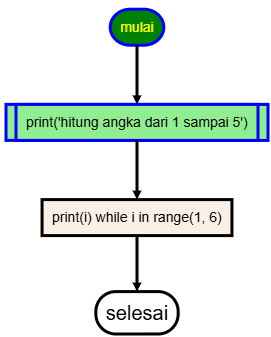 mulai
print('hitung angka dari 1 sampai 5')
print(i) while i in range(1, 6)
selesai